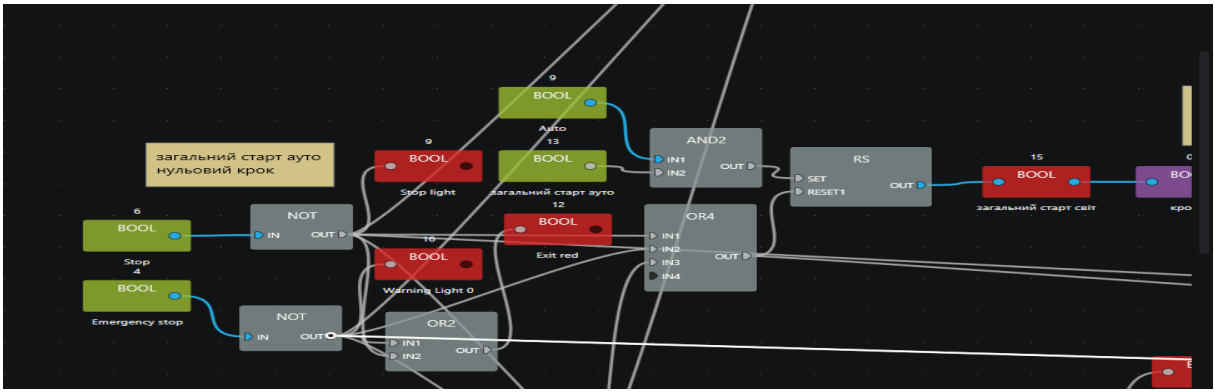 9
BOOL
Auto
13
BOOL
загальний старт ауто
AND2
IN1
IN2
OUT
RS
SET
RESET1
OUT
15
BOOL
загальний старт світ
0
BO
кро
загальний старт ауто
нульовий крок
9
BOOL
Stop light
12
BOOL
Exit red
6
BOOL
Stop
NOT
IN
OUT
16
BOOL
Warning Light 0
OR4
IN1
IN2
IN3
IN4
OUT
4
BOOL
Emergency stop
NOT
IN
OUT
OR2
IN1
IN2
OUT